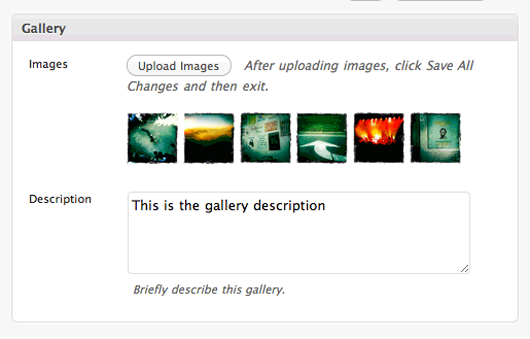 Gallery
Images
Upload Images After uploading images, click Save All
Changes and then exit.
Description
This is the gallery description
Briefly describe this gallery.